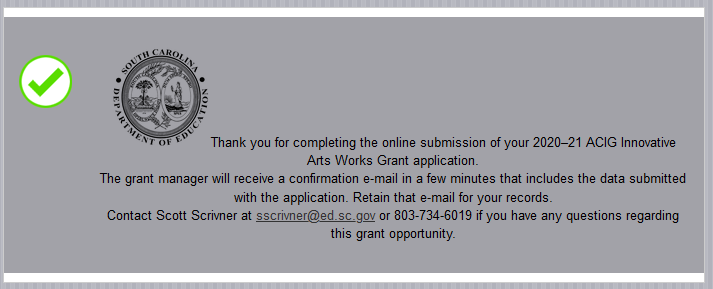 SOUTH CAROLINA
DEPARTMENT OF EDUCATION
Thank you for completing the online submission of your 2020–21 ACIG Innovative
Arts Works Grant application.
The grant manager will receive a confirmation e-mail in a few minutes that includes the data submitted
with the application. Retain that e-mail for your records.
Contact Scott Scrivner at sscrivner@ed.sc.gov or 803-734-6019 if you have any questions regarding
this grant opportunity.